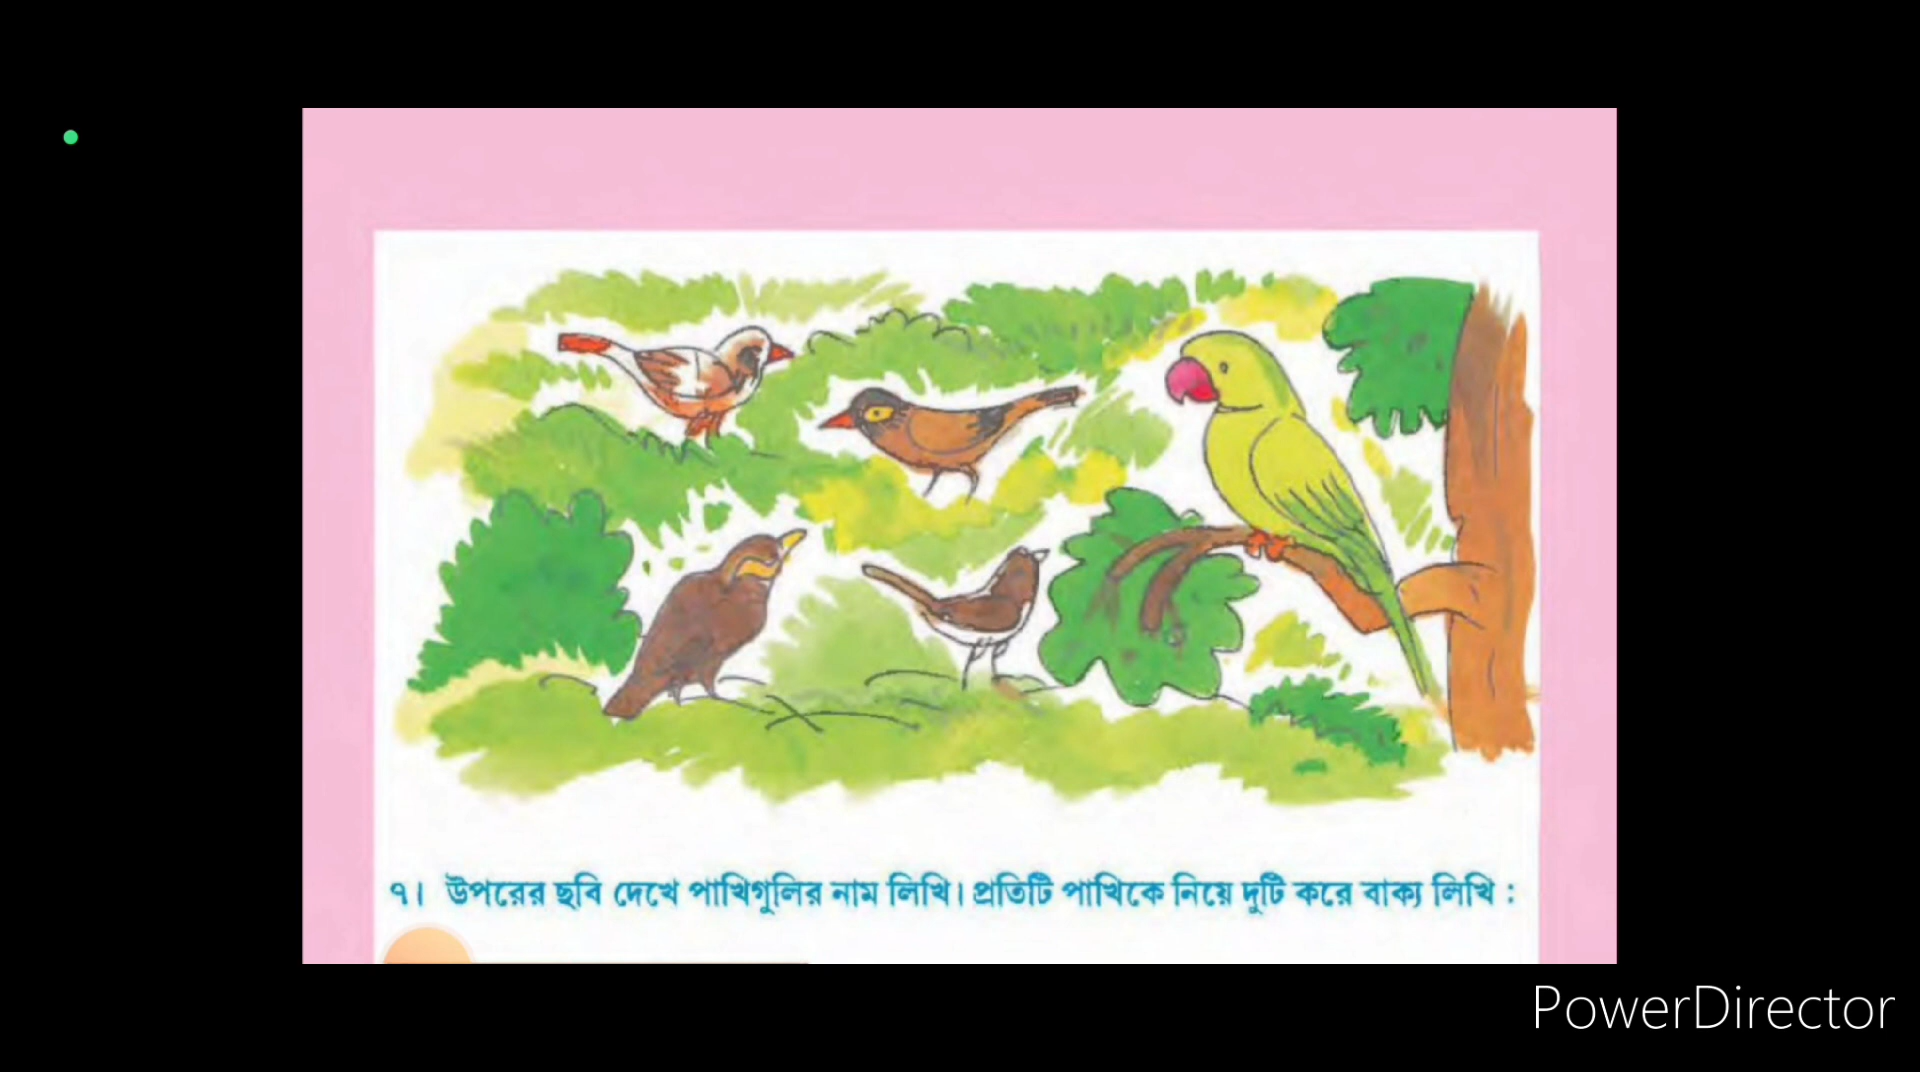 ৭। উপরের ছবি দেখে পাখিগুলির নাম লিখি। প্রতিটি পাখিকে নিয়ে দুটি করে বাক্য লিখি :
PowerDirector